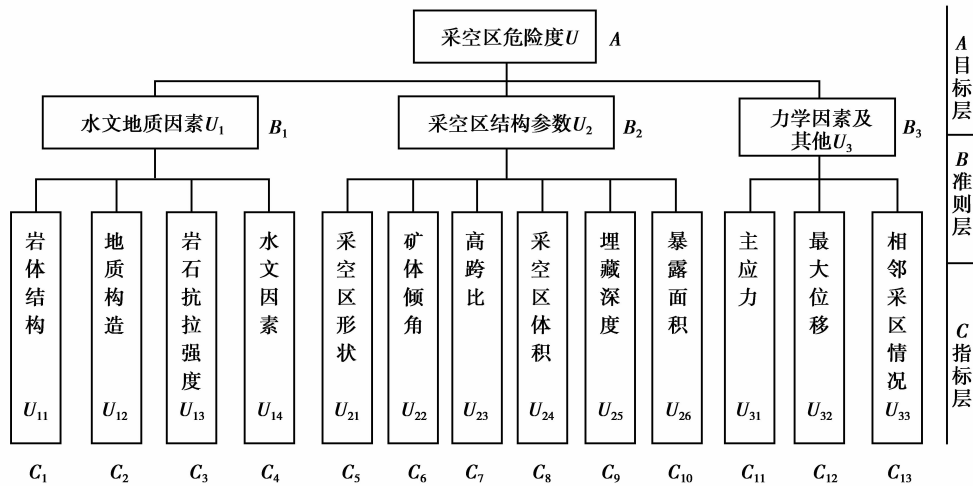 采空区危险度U A
水文地质因素U₁ B₁
采空区结构参数U₂ B₂
力学因素及
其他U₃ B₃
岩体结构 U₁₁
地质构造 U₁₂
岩石抗拉强度 U₁₃
水文因素 U₁₄
采空区形状 U₂₁
矿体倾角 U₂₂
高跨比 U₂₃
采空区体积 U₂₄
埋藏深度 U₂₅
暴露面积 U₂₆
主应力 U₃₁
最大位移 U₃₂
相邻采区情况 U₃₃
C₁ C₂ C₃ C₄ C₅ C₆ C₇ C₈ C₉ C₁₀ C₁₁ C₁₂ C₁₃
A目标层
B准则层
C指标层